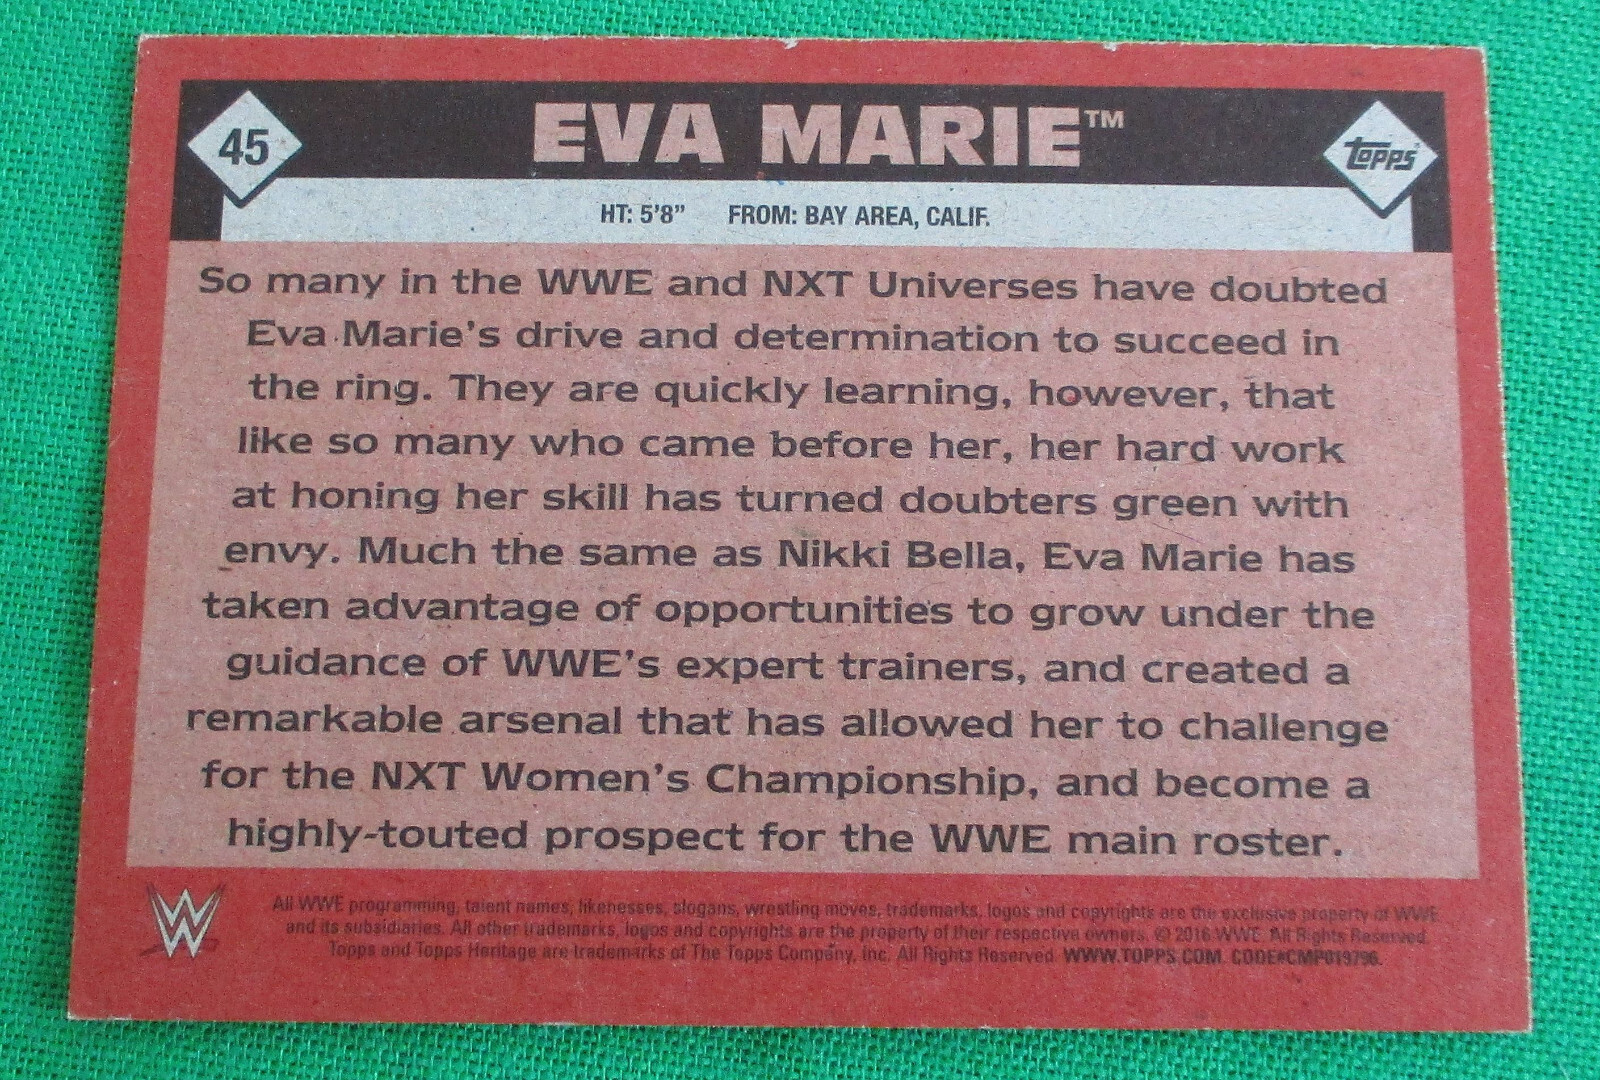 45
EVA MARIE™
topps
HT: 5'8" FROM: BAY AREA, CALIF.
So many in the WWE and NXT Universes have doubted
Eva Marie's drive and determination to succeed in
the ring. They are quickly learning, however, that
like so many who came before her, her hard work
at honing her skill has turned doubters green with
envy. Much the same as Nikki Bella, Eva Marie has
taken advantage of opportunities to grow under the
guidance of WWE's expert trainers, and created a
remarkable arsenal that has allowed her to challenge
for the NXT Women's Championship, and become a
highly-touted prospect for the WWE main roster.
W
All WWE programming, talent names, likenesses, slogans, wrestling moves, trademarks, logos and copyrights are the exclusive property of WWE
and its subsidiaries. All other trademarks, logos and copyrights are the property of their respective owners. © 2016 WWE. All Rights Reserved.
Topps and Topps Heritage are trademarks of The Topps Company, Inc. All Rights Reserved. WWW.TOPPS.COM. CODE#CMP019796.